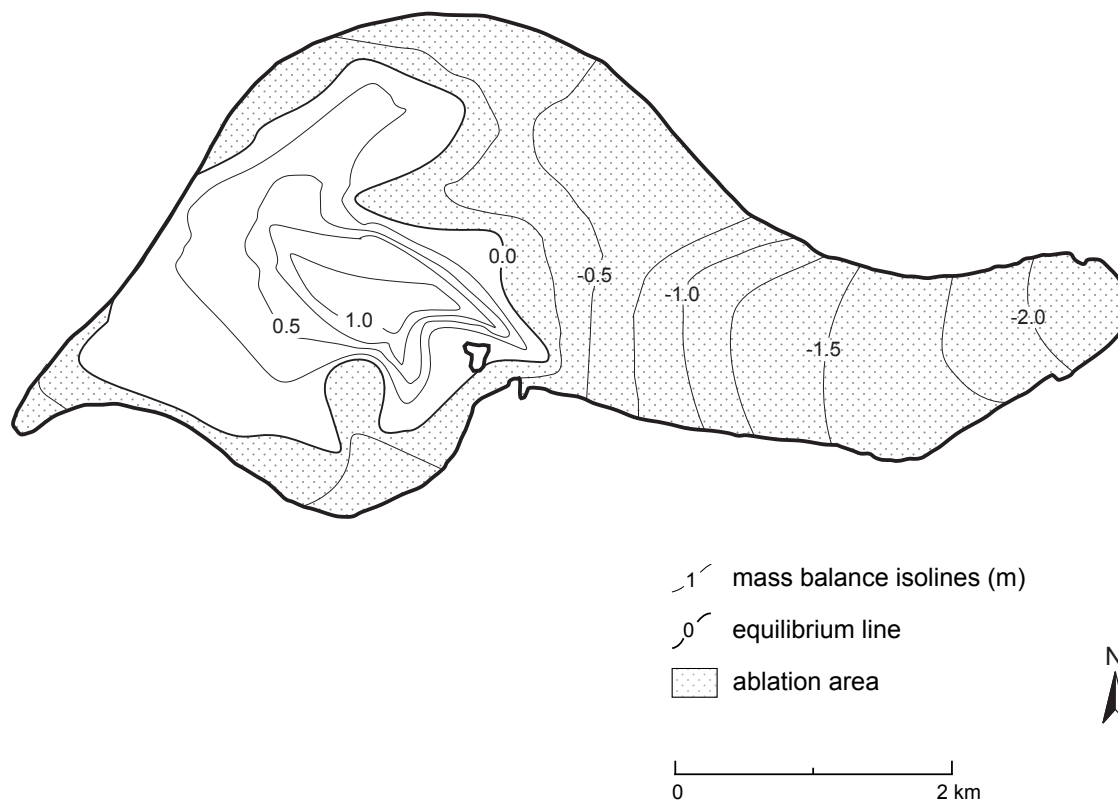 0.0
-0.5
-1.0
0.5
1.0
-1.5
-2.0
1 mass balance isolines (m)
0 equilibrium line
ablation area
N
0 2 km